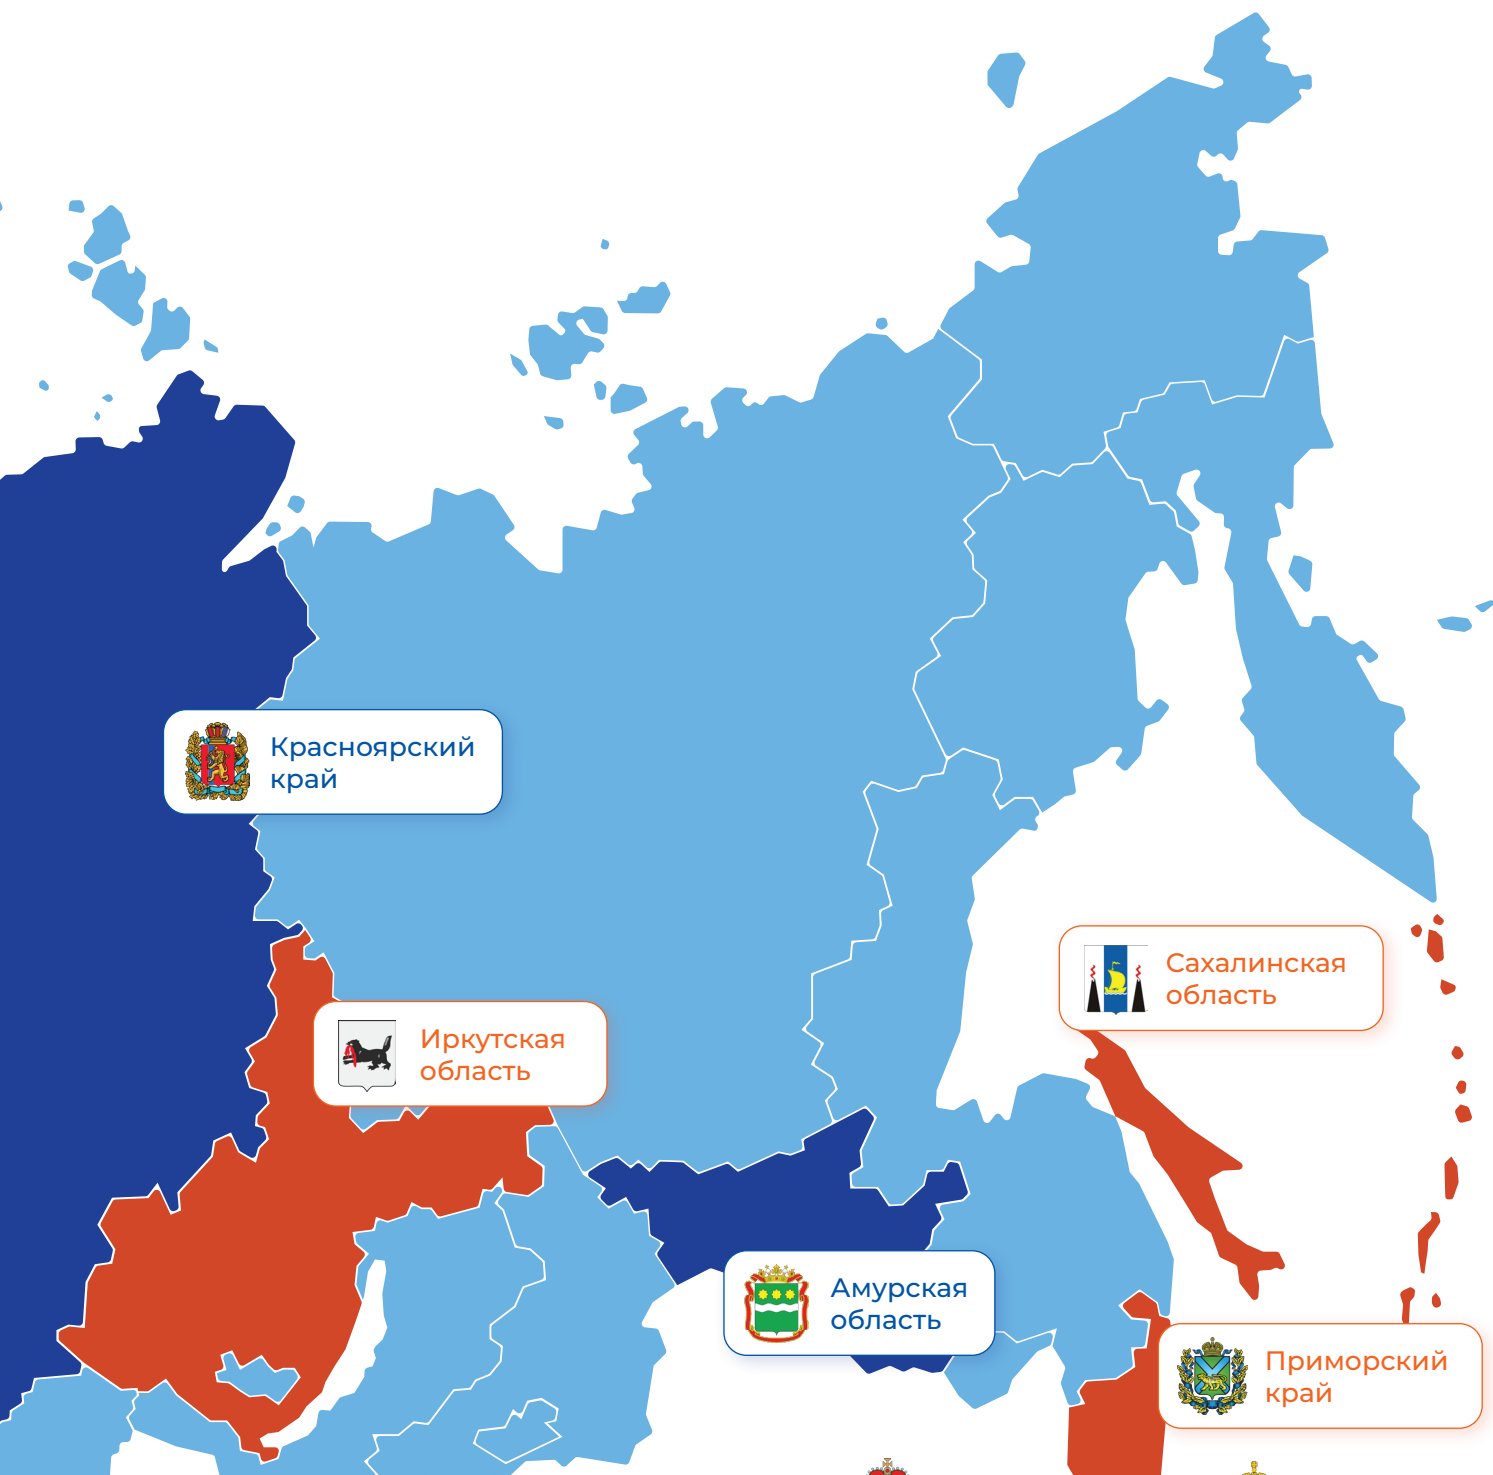 Красноярский
край
Сахалинская
область
Иркутская
область
Амурская
область
Приморский
край